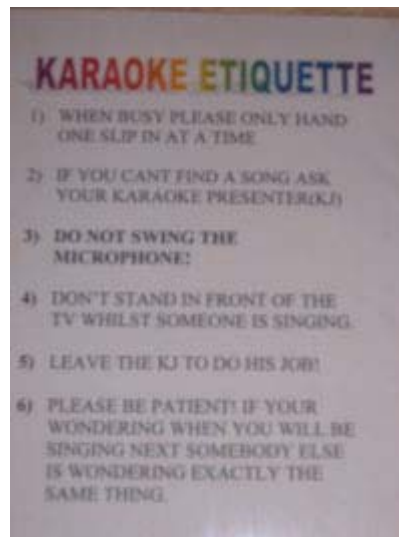 KARAOKE ETIQUETTE
1) WHEN BUSY PLEASE ONLY HAND
ONE SLIP IN AT A TIME
2) IF YOU CANT FIND A SONG ASK
YOUR KARAOKE PRESENTER(KJ)
3) DO NOT SWING THE
MICROPHONE!
4) DON'T STAND IN FRONT OF THE
TV WHILST SOMEONE IS SINGING.
5) LEAVE THE KJ TO DO HIS JOB!
6) PLEASE BE PATIENT! IF YOUR
WONDERING WHEN YOU WILL BE
SINGING NEXT SOMEBODY ELSE
IS WONDERING EXACTLY THE
SAME THING.